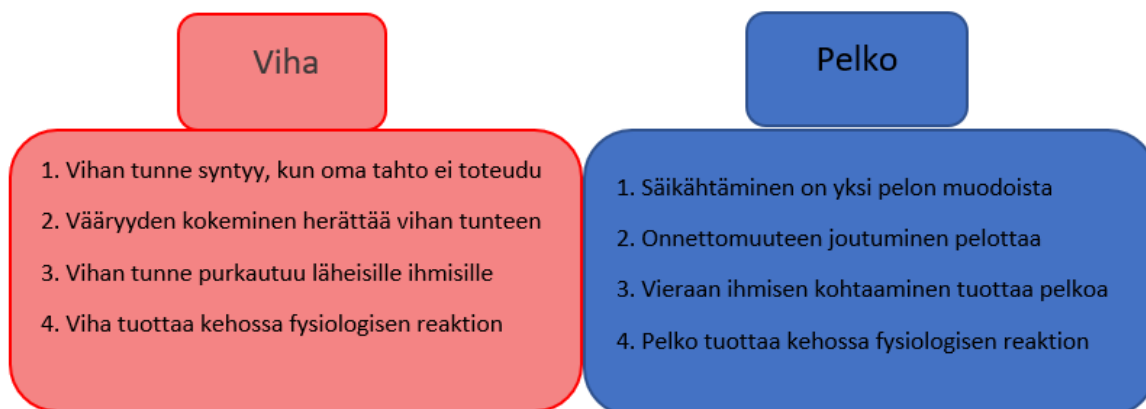 Viha
1. Vihan tunne syntyy, kun oma tahto ei toteudu
2. Vääryyden kokeminen herättää vihan tunteen
3. Vihan tunne purkautuu läheisille ihmisille
4. Viha tuottaa kehossa fysiologisen reaktion
Pelko
1. Säikähtäminen on yksi pelon muodoista
2. Onnettomuuteen joutuminen pelottaa
3. Vieraan ihmisen kohtaaminen tuottaa pelkoa
4. Pelko tuottaa kehossa fysiologisen reaktion